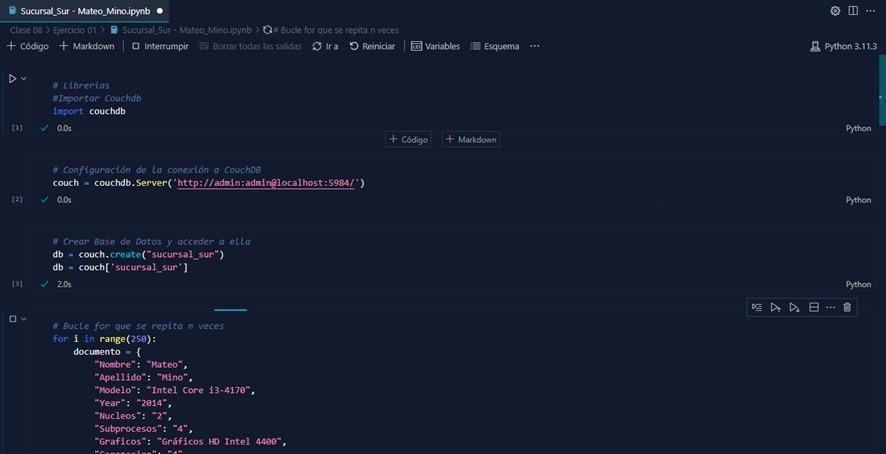 Sucursal_Sur - Mateo_Mino.ipynb
Clase 08 > Ejercicio 01 > Sucursal_Sur - Mateo_Mino.ipynb > # Bucle for que se repita n veces
+ Código + Markdown Interrumpir Borrar todas las salidas Ir a Reiniciar Variables Esquema ... Python 3.11.3
# Librerias
#Importar Couchdb
import couchdb
[1] 0.0s Python
+ Código + Markdown
# Configuración de la conexión a CouchDB
couch = couchdb.Server('http://admin:admin@localhost:5984/')
[2] 0.0s Python
# Crear Base de Datos y acceder a ella
db = couch.create("sucursal_sur")
db = couch['sucursal_sur']
[3] 2.0s Python
# Bucle for que se repita n veces
for i in range(250):
documento = {
"Nombre": "Mateo",
"Apellido": "Mino",
"Modelo": "Intel Core i3-4170",
"Year": "2014",
"Nucleos": "2",
"Subprocesos": "4",
"Graficos": "Gráficos HD Intel 4400",